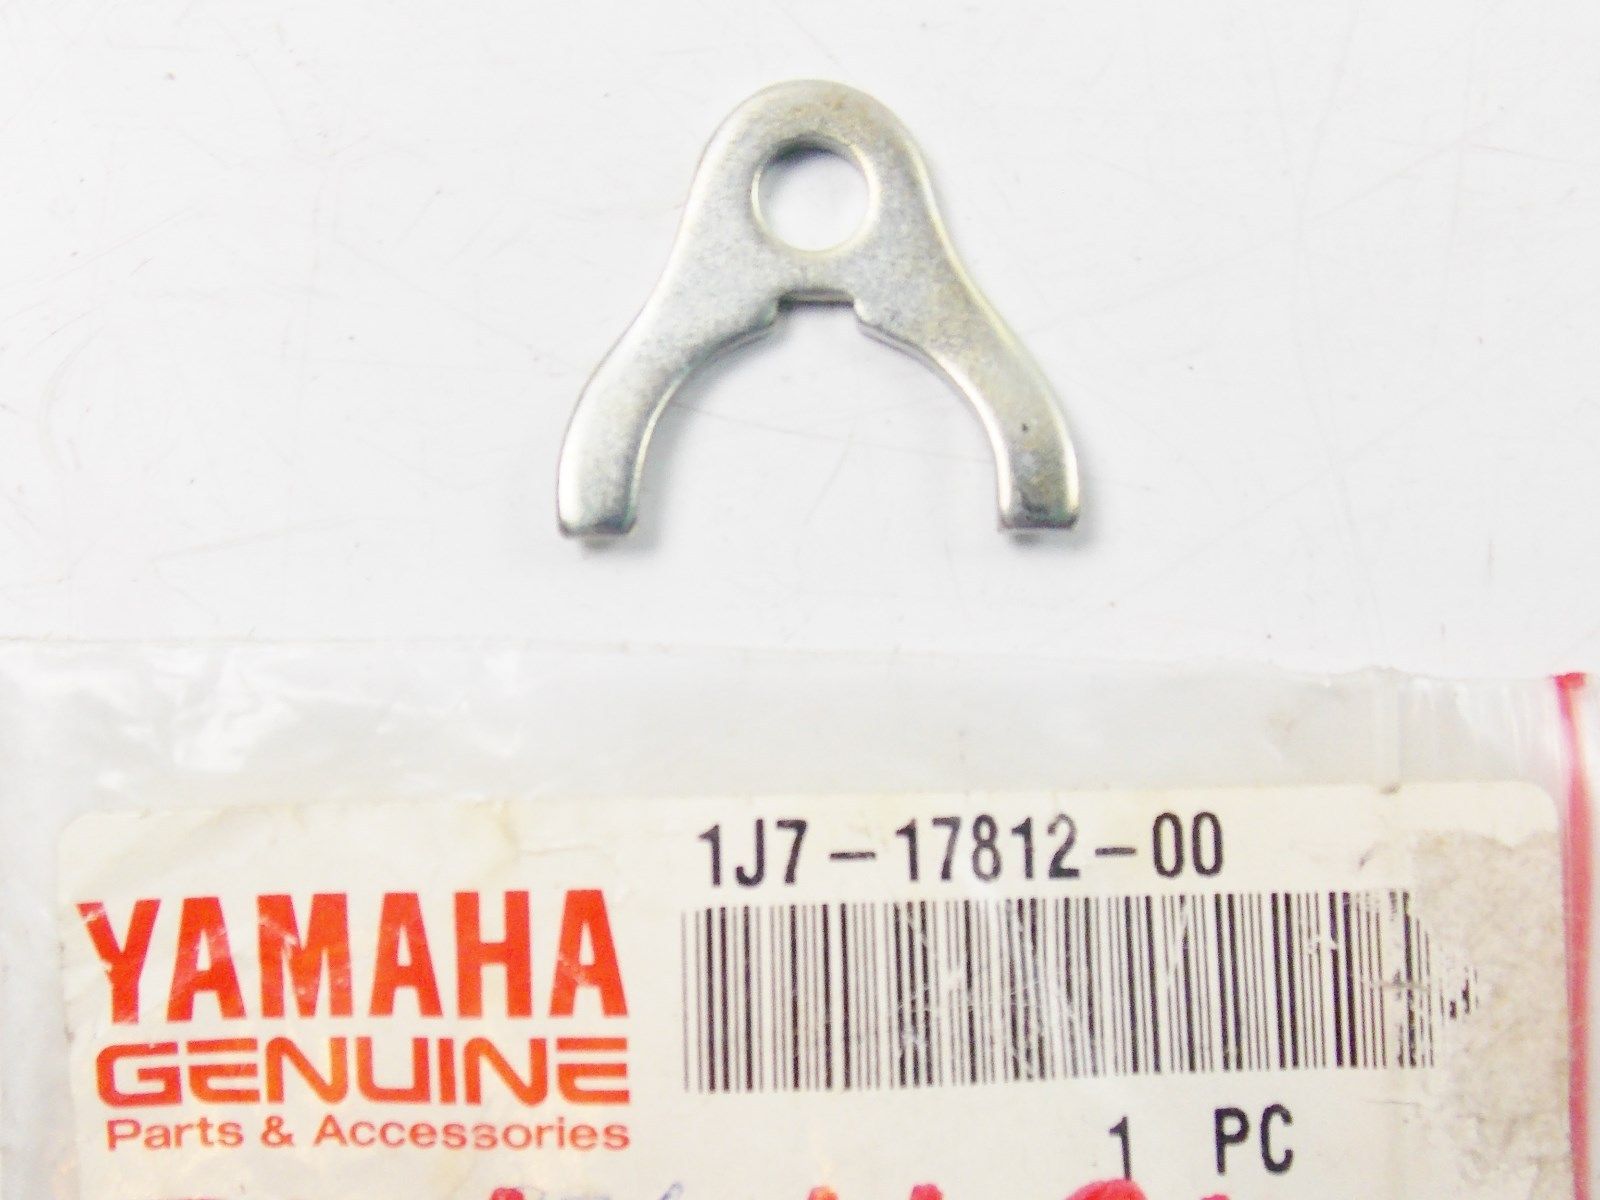 1J7-17812-00
YAMAHA
GENUINE
Parts & Accessories
1 PC